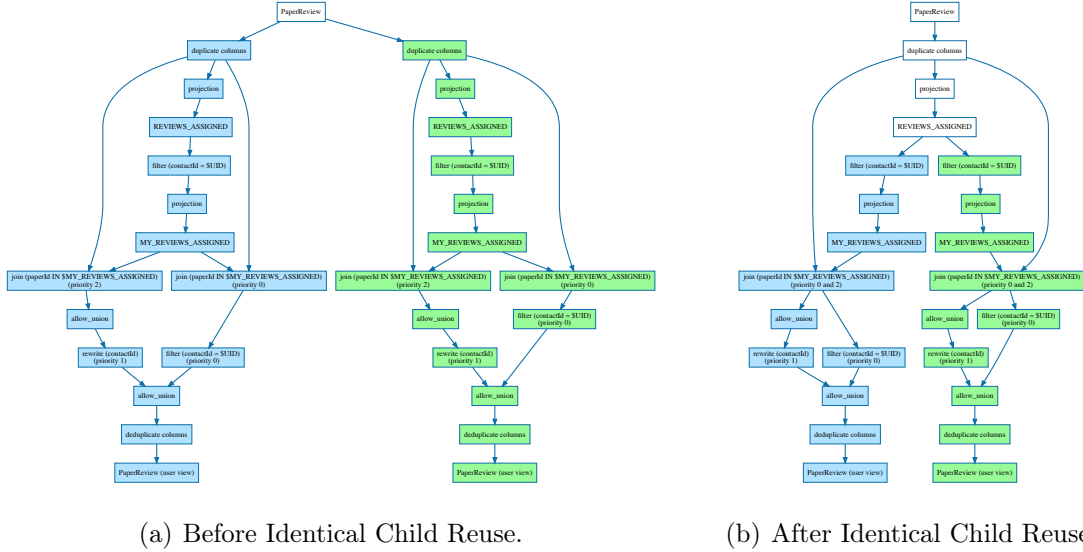 PaperReview
duplicate columns
duplicate columns
projection
projection
REVIEWS_ASSIGNED
REVIEWS_ASSIGNED
filter (contactId = $UID)
filter (contactId = $UID)
projection
projection
MY_REVIEWS_ASSIGNED
MY_REVIEWS_ASSIGNED
join (paperId IN $MY_REVIEWS_ASSIGNED)
(priority 2)
join (paperId IN $MY_REVIEWS_ASSIGNED)
(priority 0)
join (paperId IN $MY_REVIEWS_ASSIGNED)
(priority 2)
join (paperId IN $MY_REVIEWS_ASSIGNED)
(priority 0)
allow_union
allow_union
filter (contactId = $UID)
(priority 0)
rewrite (contactId)
(priority 1)
filter (contactId = $UID)
(priority 0)
rewrite (contactId)
(priority 1)
allow_union
allow_union
deduplicate columns
deduplicate columns
PaperReview (user view)
PaperReview (user view)
(a) Before Identical Child Reuse.
PaperReview
duplicate columns
projection
REVIEWS_ASSIGNED
filter (contactId = $UID)
filter (contactId = $UID)
projection
projection
MY_REVIEWS_ASSIGNED
MY_REVIEWS_ASSIGNED
join (paperId IN $MY_REVIEWS_ASSIGNED)
(priority 0 and 2)
join (paperId IN $MY_REVIEWS_ASSIGNED)
(priority 0 and 2)
allow_union
allow_union
filter (contactId = $UID)
(priority 0)
rewrite (contactId)
(priority 1)
filter (contactId = $UID)
(priority 0)
rewrite (contactId)
(priority 1)
allow_union
allow_union
deduplicate columns
deduplicate columns
PaperReview (user view)
PaperReview (user view)
(b) After Identical Child Reuse